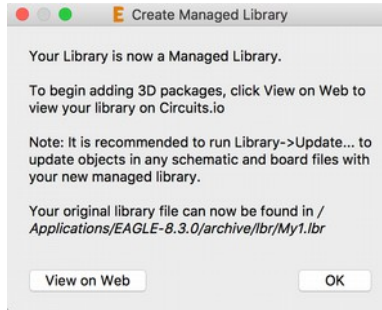 Create Managed Library
Your Library is now a Managed Library.
To begin adding 3D packages, click View on Web to
view your library on Circuits.io
Note: It is recommended to run Library->Update... to
update objects in any schematic and board files with
your new managed library.
Your original library file can now be found in /
Applications/EAGLE-8.3.0/archive/lbr/My1.lbr
View on Web
OK